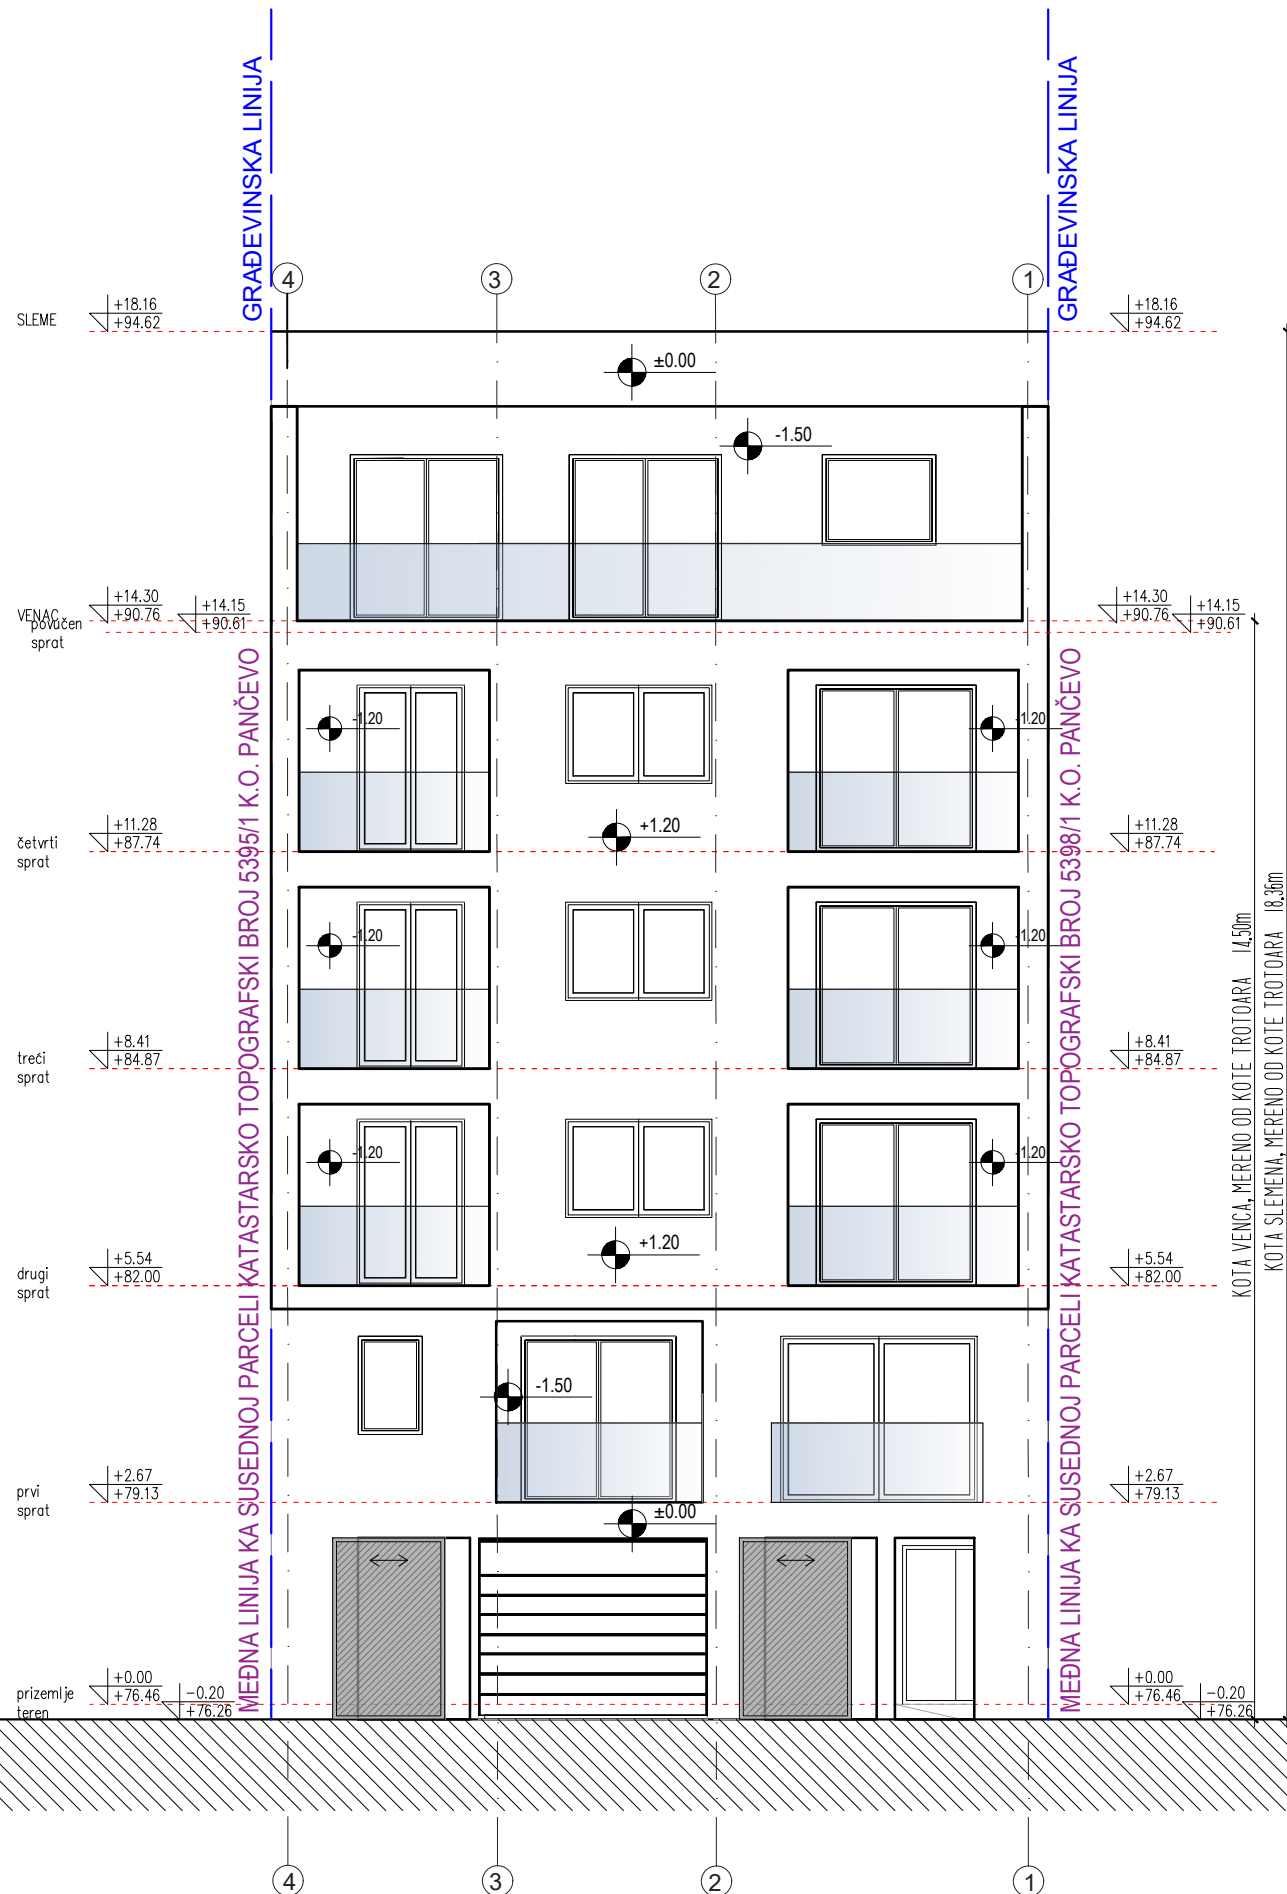 GRAĐEVINSKA LINIJA
GRAĐEVINSKA LINIJA
4
3
2
1
SLEME
+18.16
+94.62
+18.16
+94.62
±0.00
-1.50
VENAC
povučen
sprat
+14.30
+90.76
+14.15
+90.61
+14.30
+90.76
+14.15
+90.61
-1.20
-1.20
+1.20
četvrti
sprat
+11.28
+87.74
+11.28
+87.74
-1.20
-1.20
treći
sprat
+8.41
+84.87
+8.41
+84.87
-1.20
-1.20
+1.20
drugi
sprat
+5.54
+82.00
+5.54
+82.00
-1.50
prvi
sprat
+2.67
+79.13
+2.67
+79.13
±0.00
prizemlje
teren
+0.00
+76.46
-0.20
+76.26
+0.00
+76.46
-0.20
+76.26
MEĐNA LINIJA KA SUSEDNOJ PARCELI KATASTARSKO TOPOGRAFSKI BROJ 5395/1 K.O. PANČEVO
MEĐNA LINIJA KA SUSEDNOJ PARCELI KATASTARSKO TOPOGRAFSKI BROJ 5398/1 K.O. PANČEVO
KOTA VENCA, MERENO OD KOTE TROTOARA 14.50m
KOTA SLEMENA, MERENO OD KOTE TROTOARA 18.36m
4
3
2
1